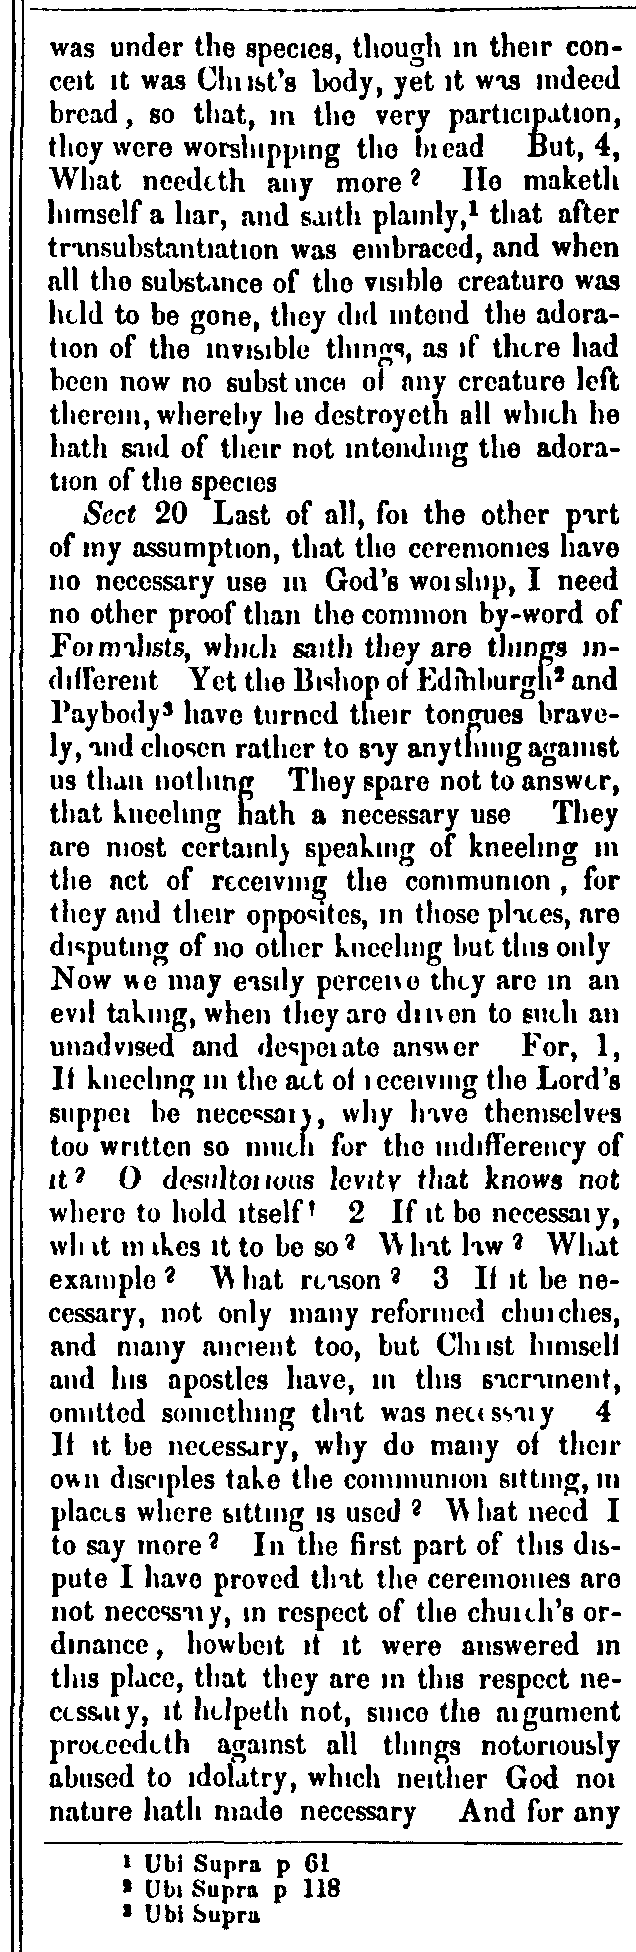 was under the species, though in their con-
ceit it was Christ's body, yet it was indeed
bread, so that, in the very participation,
they were worshipping the bread But, 4,
What needeth any more? He maketh
himself a liar, and saith plainly,¹ that after
transubstantiation was embraced, and when
all the substance of the visible creature was
held to be gone, they did intend the adora-
tion of the invisible things, as if there had
been now no substance of any creature left
therein, whereby he destroyeth all which he
hath said of their not intending the adora-
tion of the species
Sect 20 Last of all, for the other part
of my assumption, that the ceremonies have
no necessary use in God's worship, I need
no other proof than the common by-word of
Formalists, which saith they are things in-
different Yet the Bishop of Edinburgh² and
Paybody³ have turned their tongues brave-
ly, and chosen rather to say anything against
us than nothing They spare not to answer,
that kneeling hath a necessary use They
are most certainly speaking of kneeling in
the act of receiving the communion, for
they and their opposites, in those places, are
disputing of no other kneeling but this only
Now we may easily perceive they are in an
evil taking, when they are driven to such an
unadvised and desperate answer For, 1,
If kneeling in the act of receiving the Lord's
supper be necessary, why have themselves
too written so much for the indifferency of
it? O desultorious levity that knows not
where to hold itself! 2 If it be necessary,
what makes it to be so? What law? What
example? What reason? 3 If it be ne-
cessary, not only many reformed churches,
and many ancient too, but Christ himself
and his apostles have, in this sacrament,
omitted something that was necessary 4
If it be necessary, why do many of their
own disciples take the communion sitting, in
places where sitting is used? What need I
to say more? In the first part of this dis-
pute I have proved that the ceremonies are
not necessary, in respect of the church's or-
dinance, howbeit if it were answered in
this place, that they are in this respect ne-
cessary, it helpeth not, since the argument
proceedeth against all things notoriously
abused to idolatry, which neither God nor
nature hath made necessary And for any
¹ Ubi Supra p 61
² Ubi Supra p 118
³ Ubi Supra